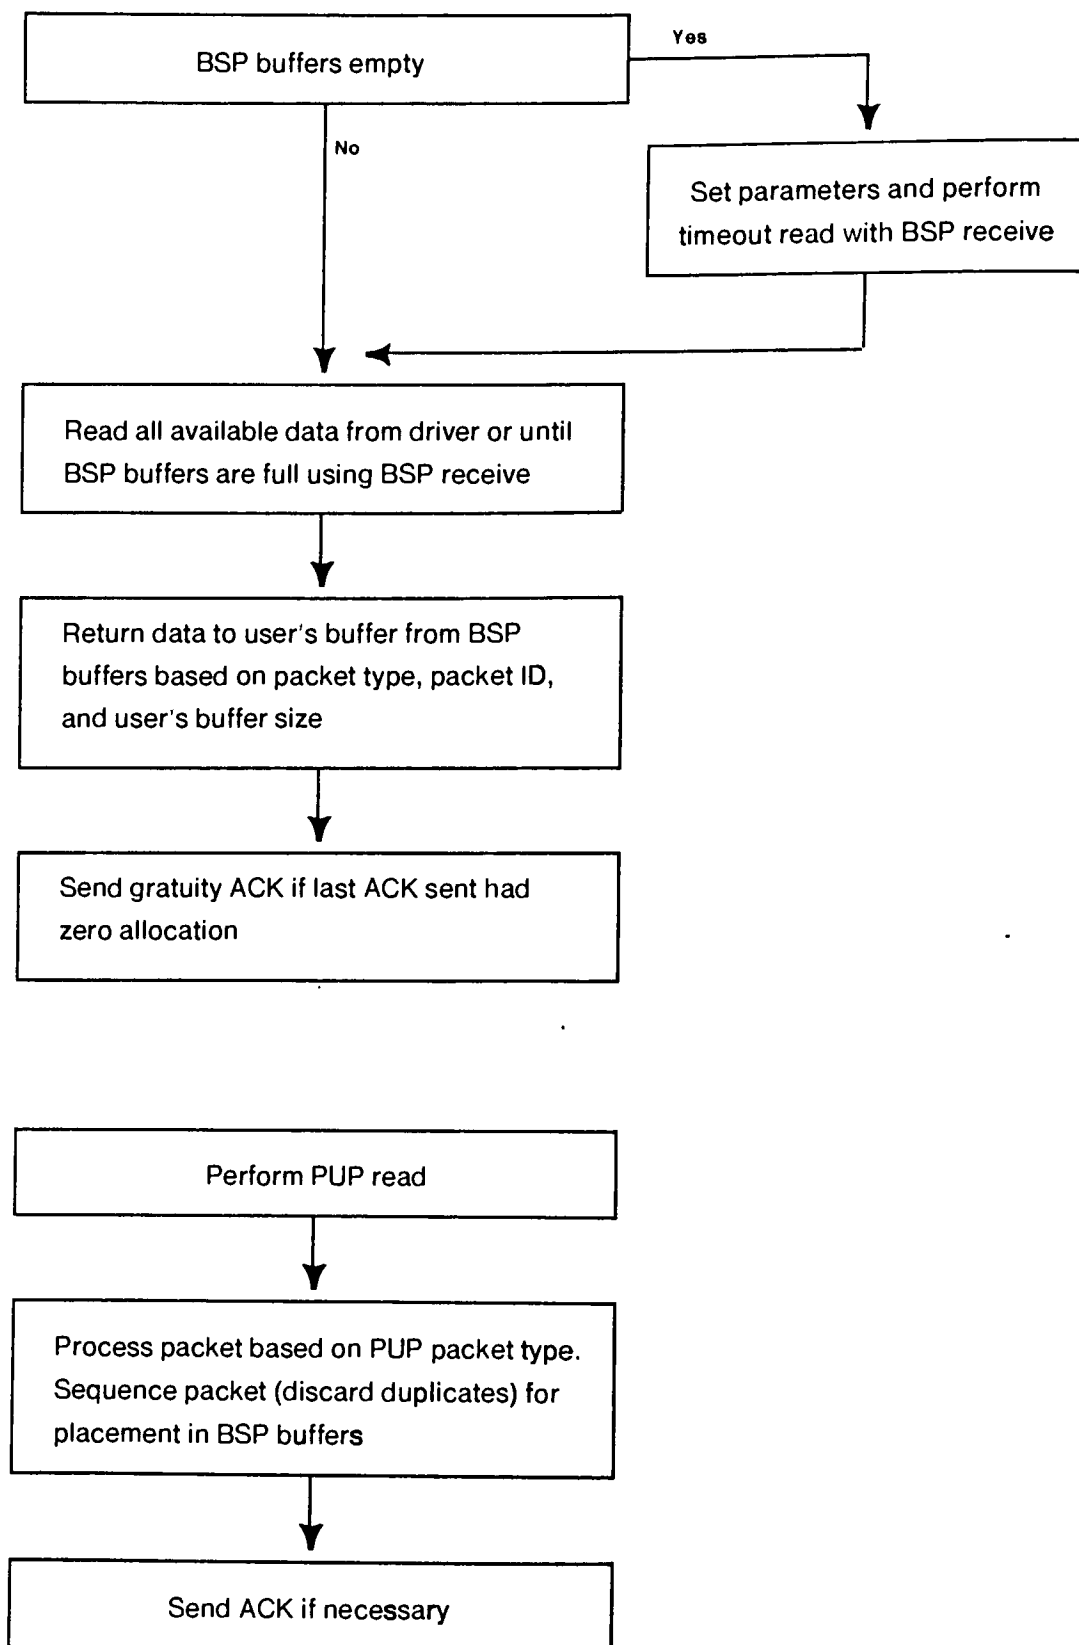 BSP buffers empty
Yes
No
Set parameters and perform
timeout read with BSP receive
Read all available data from driver or until
BSP buffers are full using BSP receive
Return data to user's buffer from BSP
buffers based on packet type, packet ID,
and user's buffer size
Send gratuity ACK if last ACK sent had
zero allocation
Perform PUP read
Process packet based on PUP packet type.
Sequence packet (discard duplicates) for
placement in BSP buffers
Send ACK if necessary